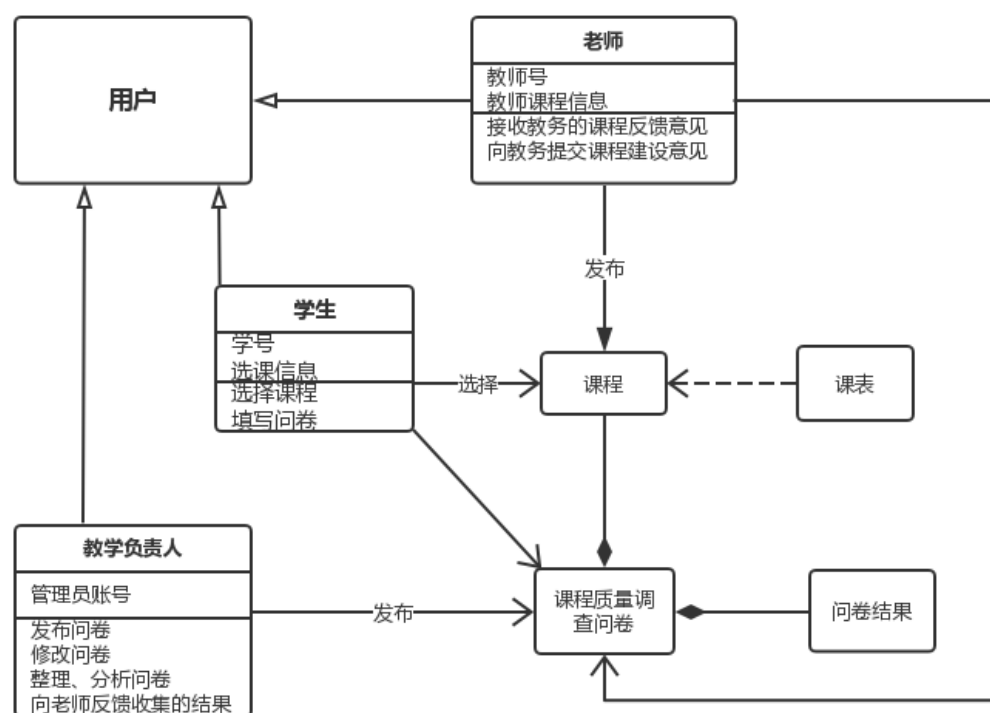 用户
老师
教师号
教师课程信息
接收教务的课程反馈意见
向教务提交课程建设意见
发布
学生
学号
选课信息
选择课程
填写问卷
选择
课程
课表
教学负责人
管理员账号
发布问卷
修改问卷
整理、分析问卷
向老师反馈收集的结果
发布
课程质量调
查问卷
问卷结果